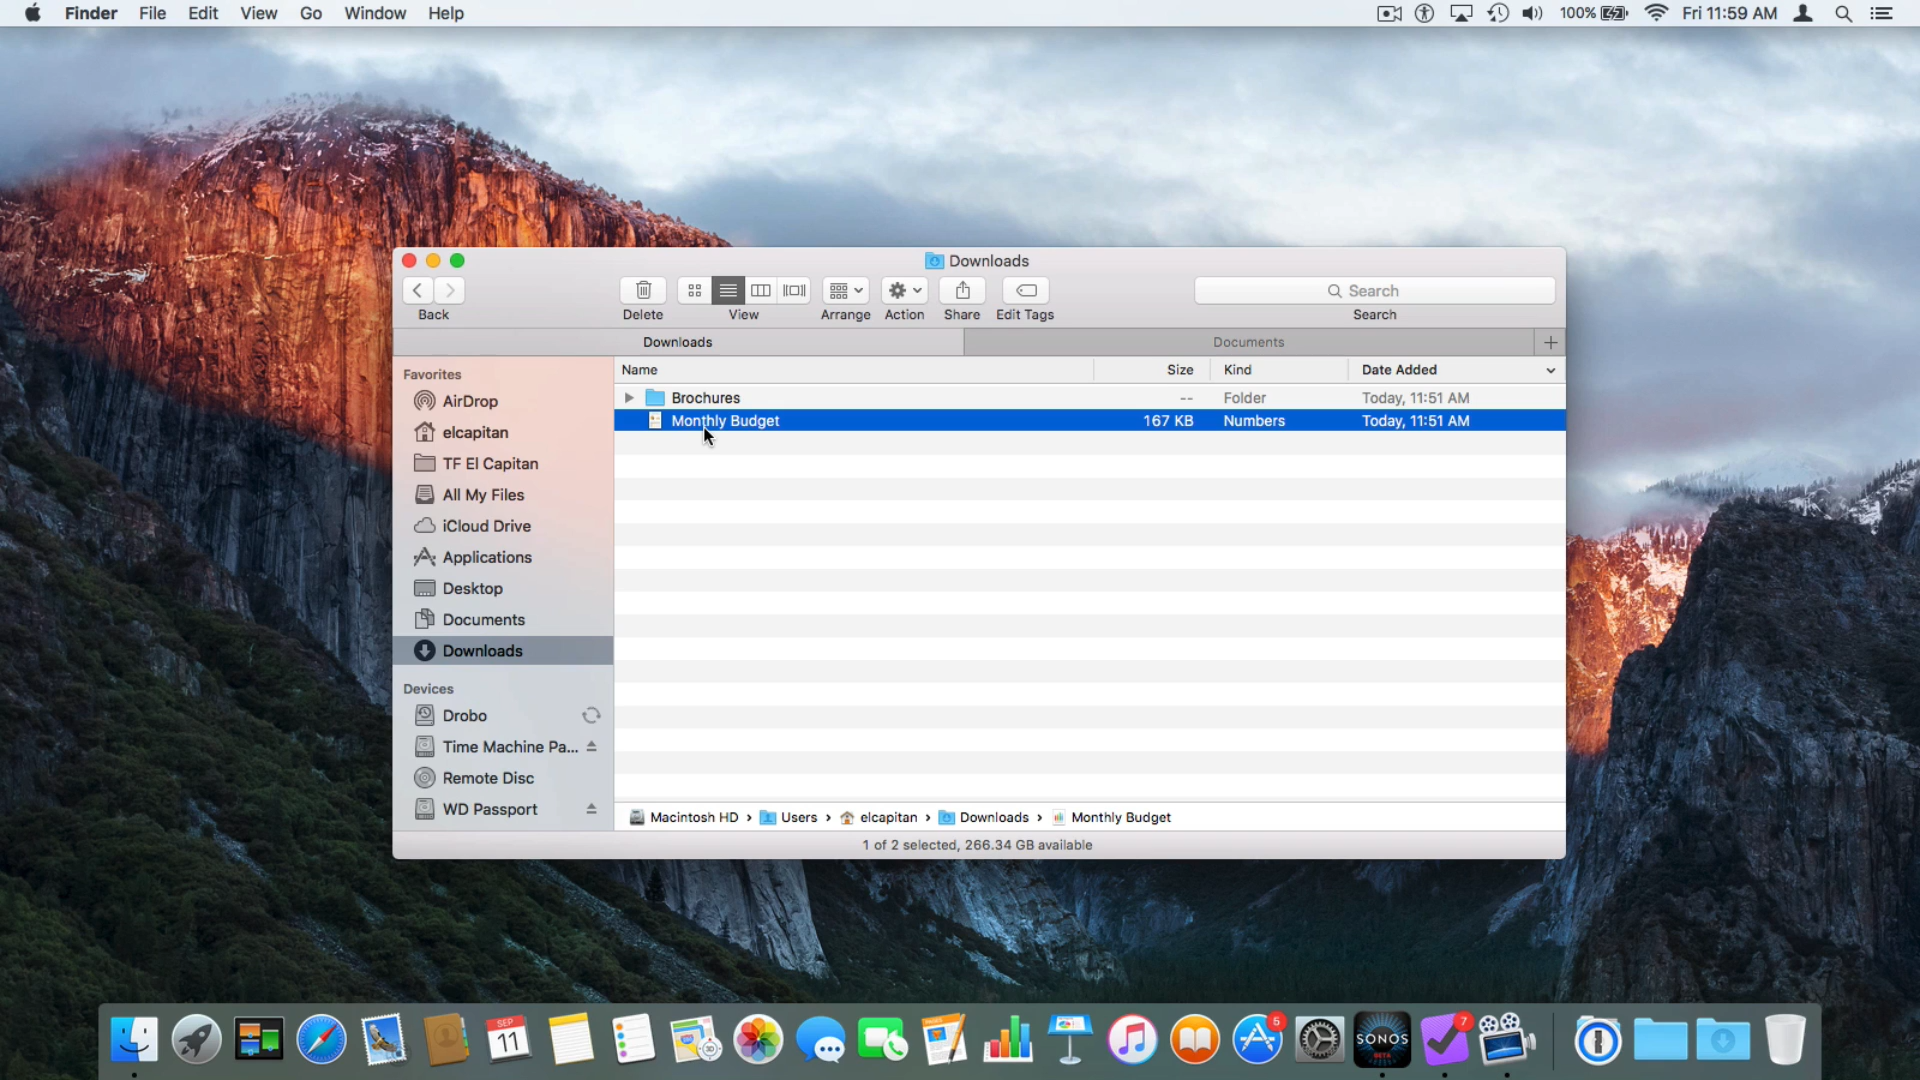 Finder File Edit View Go Window Help
100% Fri 11:59 AM
Downloads
Search
Back Delete View Arrange Action Share Edit Tags Search
Downloads Documents
Favorites
AirDrop
elcapitan
TF El Capitan
All My Files
iCloud Drive
Applications
Desktop
Documents
Downloads
Devices
Drobo
Time Machine Pa...
Remote Disc
WD Passport
Name Size Kind Date Added
Brochures -- Folder Today, 11:51 AM
Monthly Budget 167 KB Numbers Today, 11:51 AM
Macintosh HD › Users › elcapitan › Downloads › Monthly Budget
1 of 2 selected, 266.34 GB available
SEP
11
3D
5
SONOS
BETA
7